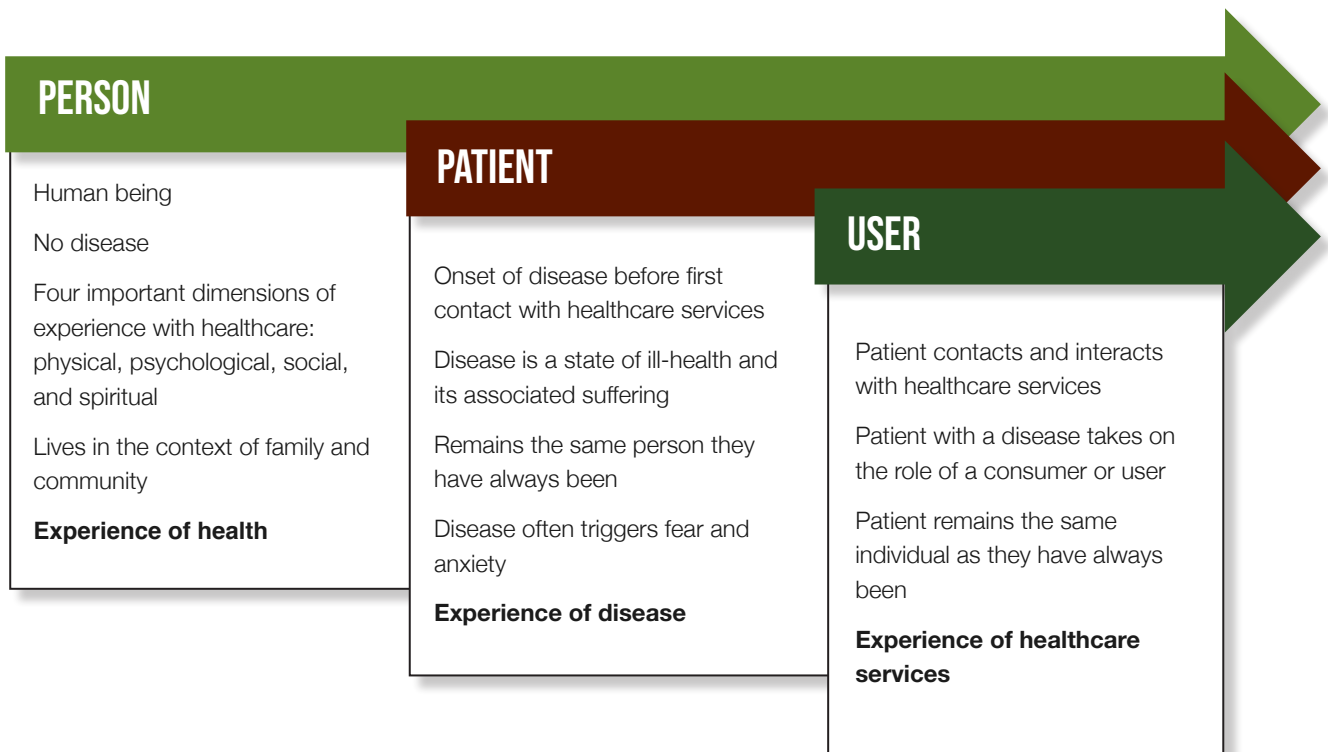 PERSON
Human being
No disease
Four important dimensions of
experience with healthcare:
physical, psychological, social,
and spiritual
Lives in the context of family and
community
Experience of health
PATIENT
Onset of disease before first
contact with healthcare services
Disease is a state of ill-health and
its associated suffering
Remains the same person they
have always been
Disease often triggers fear and
anxiety
Experience of disease
USER
Patient contacts and interacts
with healthcare services
Patient with a disease takes on
the role of a consumer or user
Patient remains the same
individual as they have always
been
Experience of healthcare
services